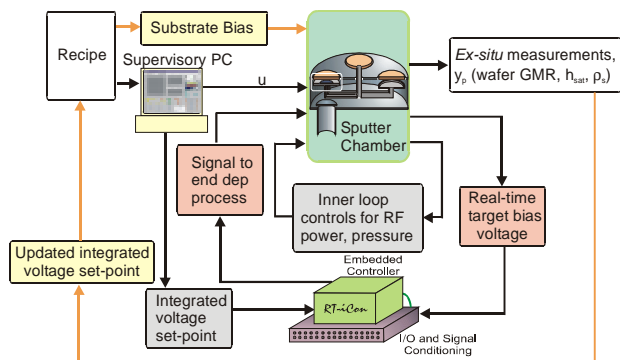 Recipe
Substrate Bias
Supervisory PC
u
Sputter
Chamber
Ex-situ measurements,
yp (wafer GMR, hsat, ρs)
Signal to
end dep
process
Inner loop
controls for RF
power, pressure
Real-time
target bias
voltage
Updated integrated
voltage set-point
Integrated
voltage
set-point
Embedded
Controller
RT-iCon
I/O and Signal
Conditioning